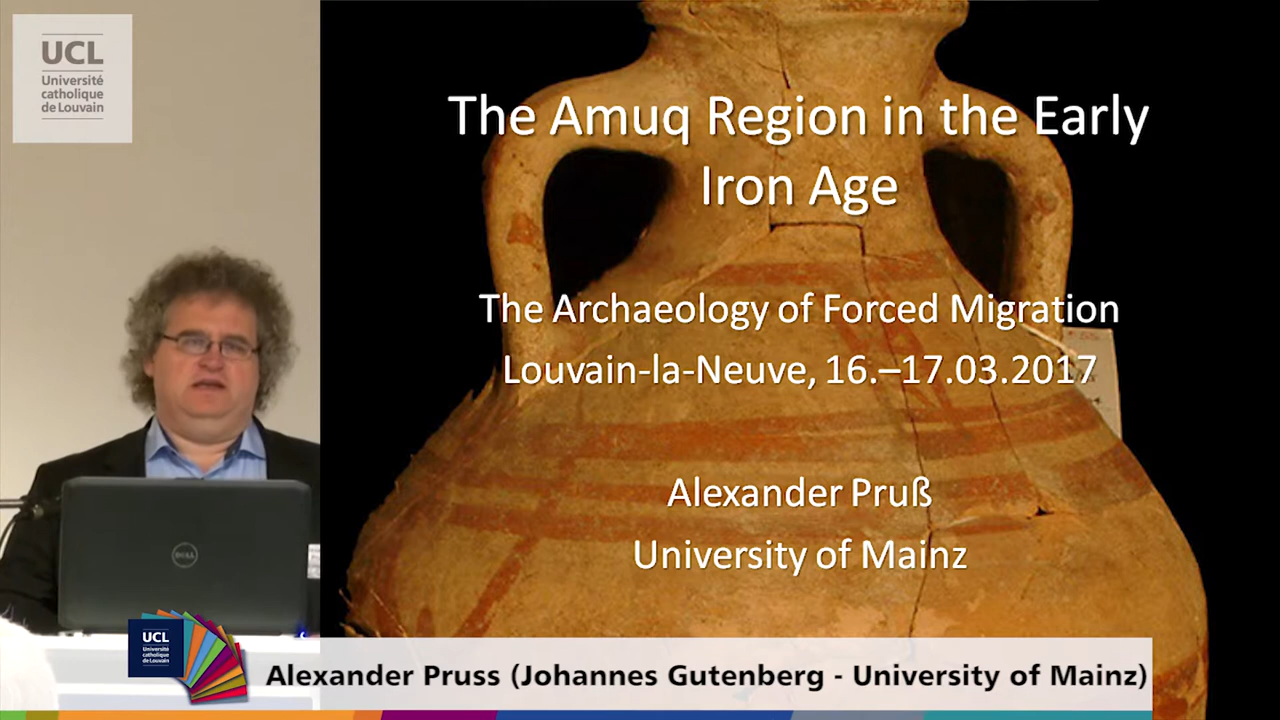 UCL
Université
catholique
de Louvain
The Amuq Region in the Early
Iron Age
The Archaeology of Forced Migration
Louvain-la-Neuve, 16.–17.03.2017
Alexander Pruß
University of Mainz
DELL
UCL
Université
catholique
de Louvain
Alexander Pruss (Johannes Gutenberg - University of Mainz)